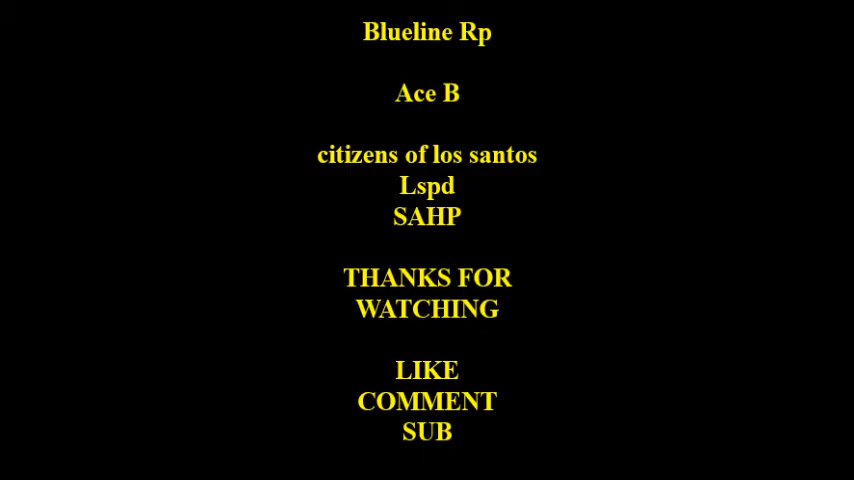 Blueline Rp
Ace B
citizens of los santos
Lspd
SAHP
THANKS FOR
WATCHING
LIKE
COMMENT
SUB